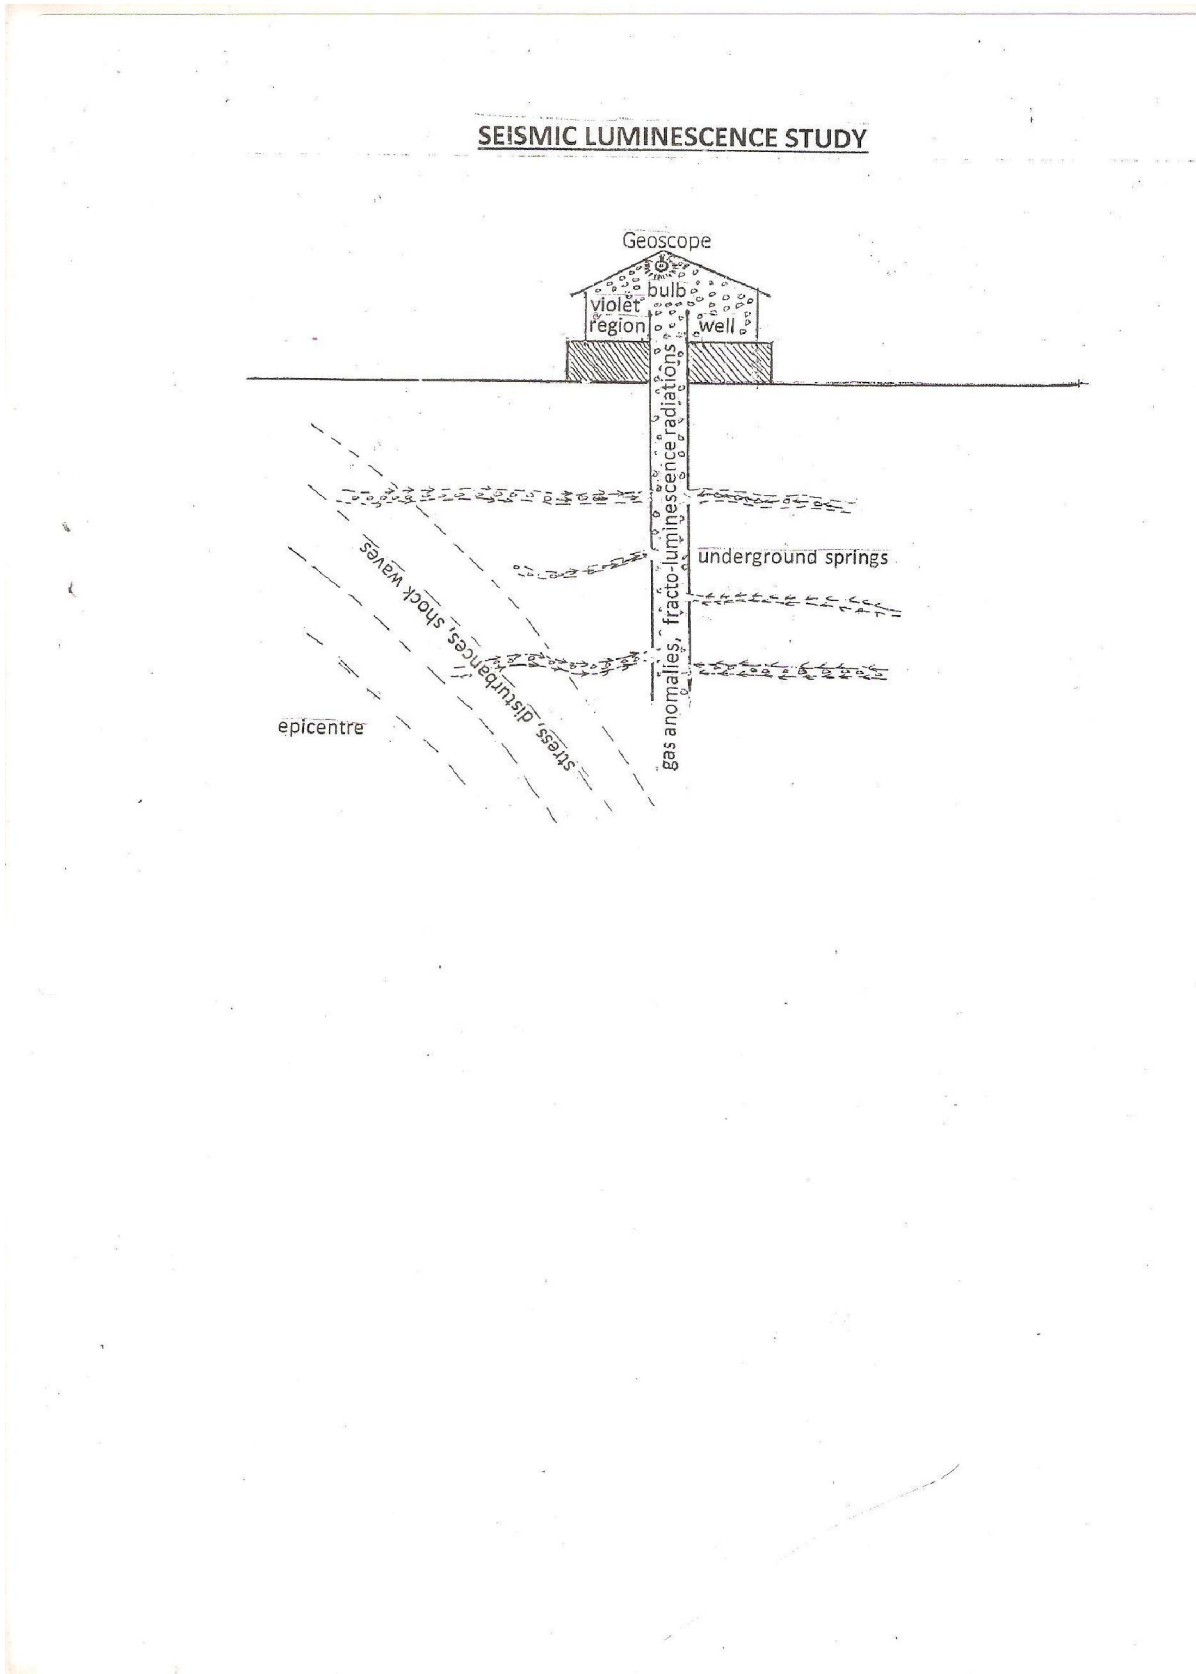 SEISMIC LUMINESCENCE STUDY
Geoscope
bulb
violet
region
well
gas anomalies, fracto-luminescence radiations
underground springs
stress, disturbances, shock waves
epicentre